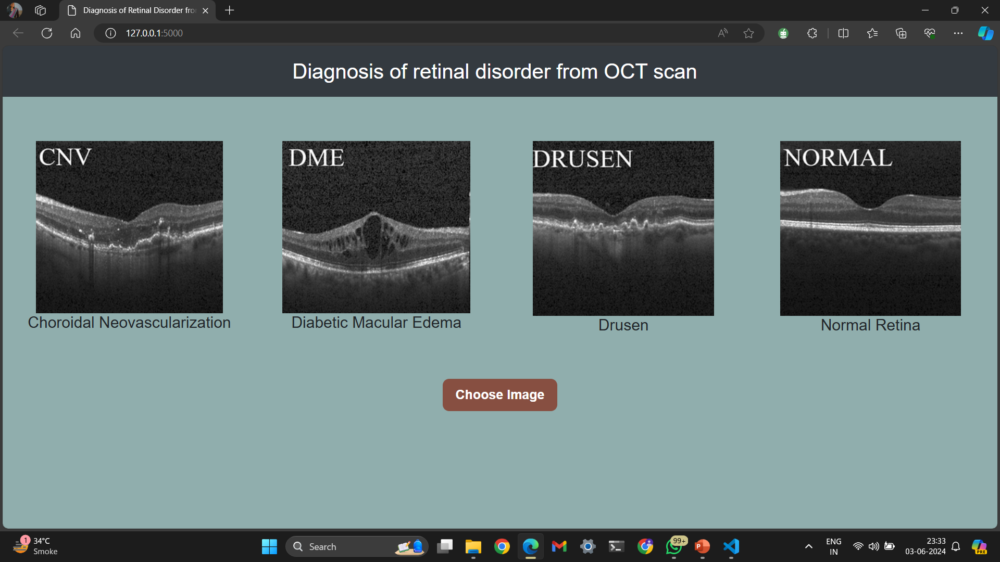 Diagnosis of Retinal Disorder fro
127.0.0.1:5000
Diagnosis of retinal disorder from OCT scan
CNV
DME
DRUSEN
NORMAL
Choroidal Neovascularization
Diabetic Macular Edema
Drusen
Normal Retina
Choose Image
1
34°C
Smoke
Search
99+
P
ENG
IN
23:33
03-06-2024
PRE